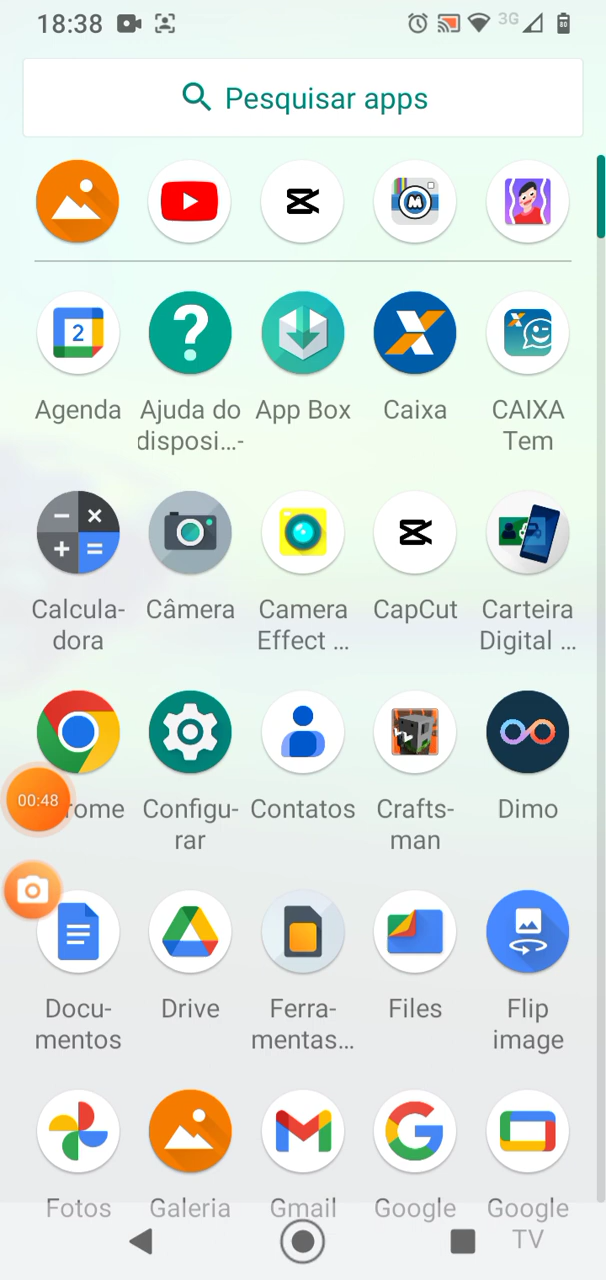 18:38
3G
80
Pesquisar apps
M
2
Agenda
Ajuda do
disposi...-
App Box
Caixa
CAIXA
Tem
Calcula-
dora
Câmera
Camera
Effect ...
CapCut
Carteira
Digital ...
00:48
rome
Configu-
rar
Contatos
Crafts-
man
Dimo
Docu-
mentos
Drive
Ferra-
mentas...
Files
Flip
image
Fotos
Galeria
Gmail
Google
Google
TV